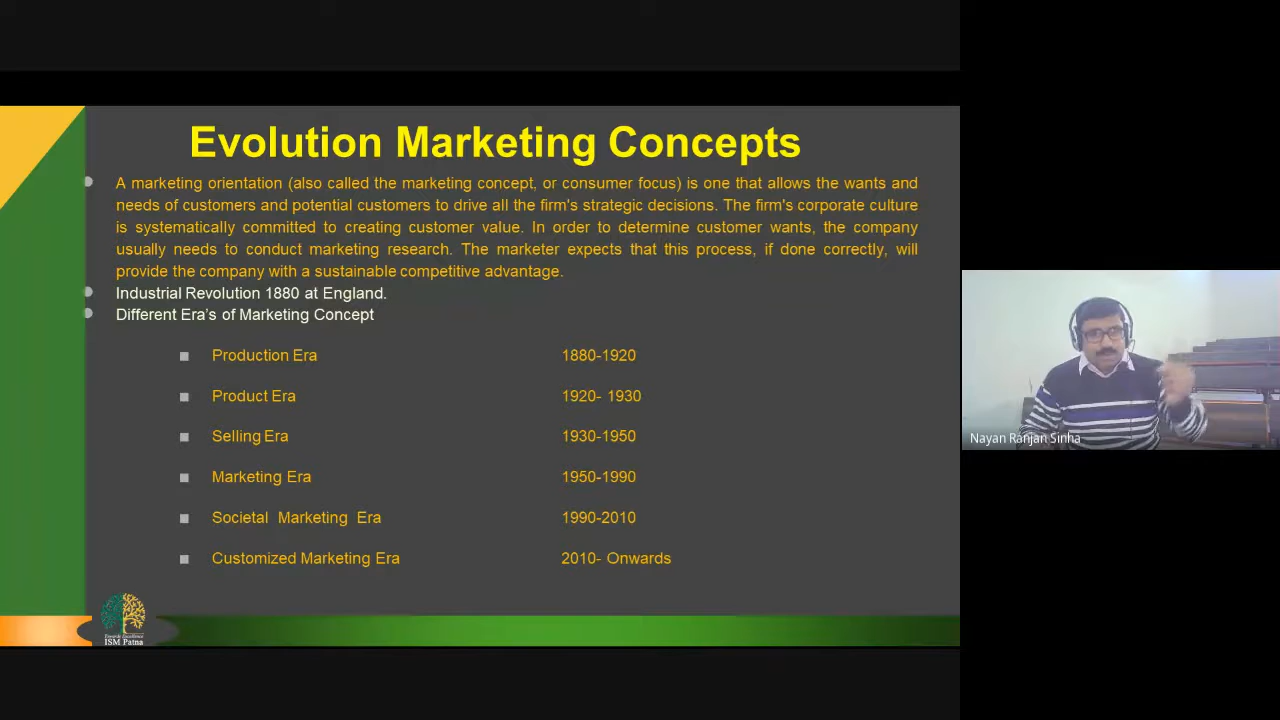 Evolution Marketing Concepts
A marketing orientation (also called the marketing concept, or consumer focus) is one that allows the wants and
needs of customers and potential customers to drive all the firm's strategic decisions. The firm's corporate culture
is systematically committed to creating customer value. In order to determine customer wants, the company
usually needs to conduct marketing research. The marketer expects that this process, if done correctly, will
provide the company with a sustainable competitive advantage.
Industrial Revolution 1880 at England.
Different Era's of Marketing Concept
Production Era 1880-1920
Product Era 1920- 1930
Selling Era 1930-1950
Marketing Era 1950-1990
Societal Marketing Era 1990-2010
Customized Marketing Era 2010- Onwards
Towards Excellence
ISM Patna
Nayan Ranjan Sinha